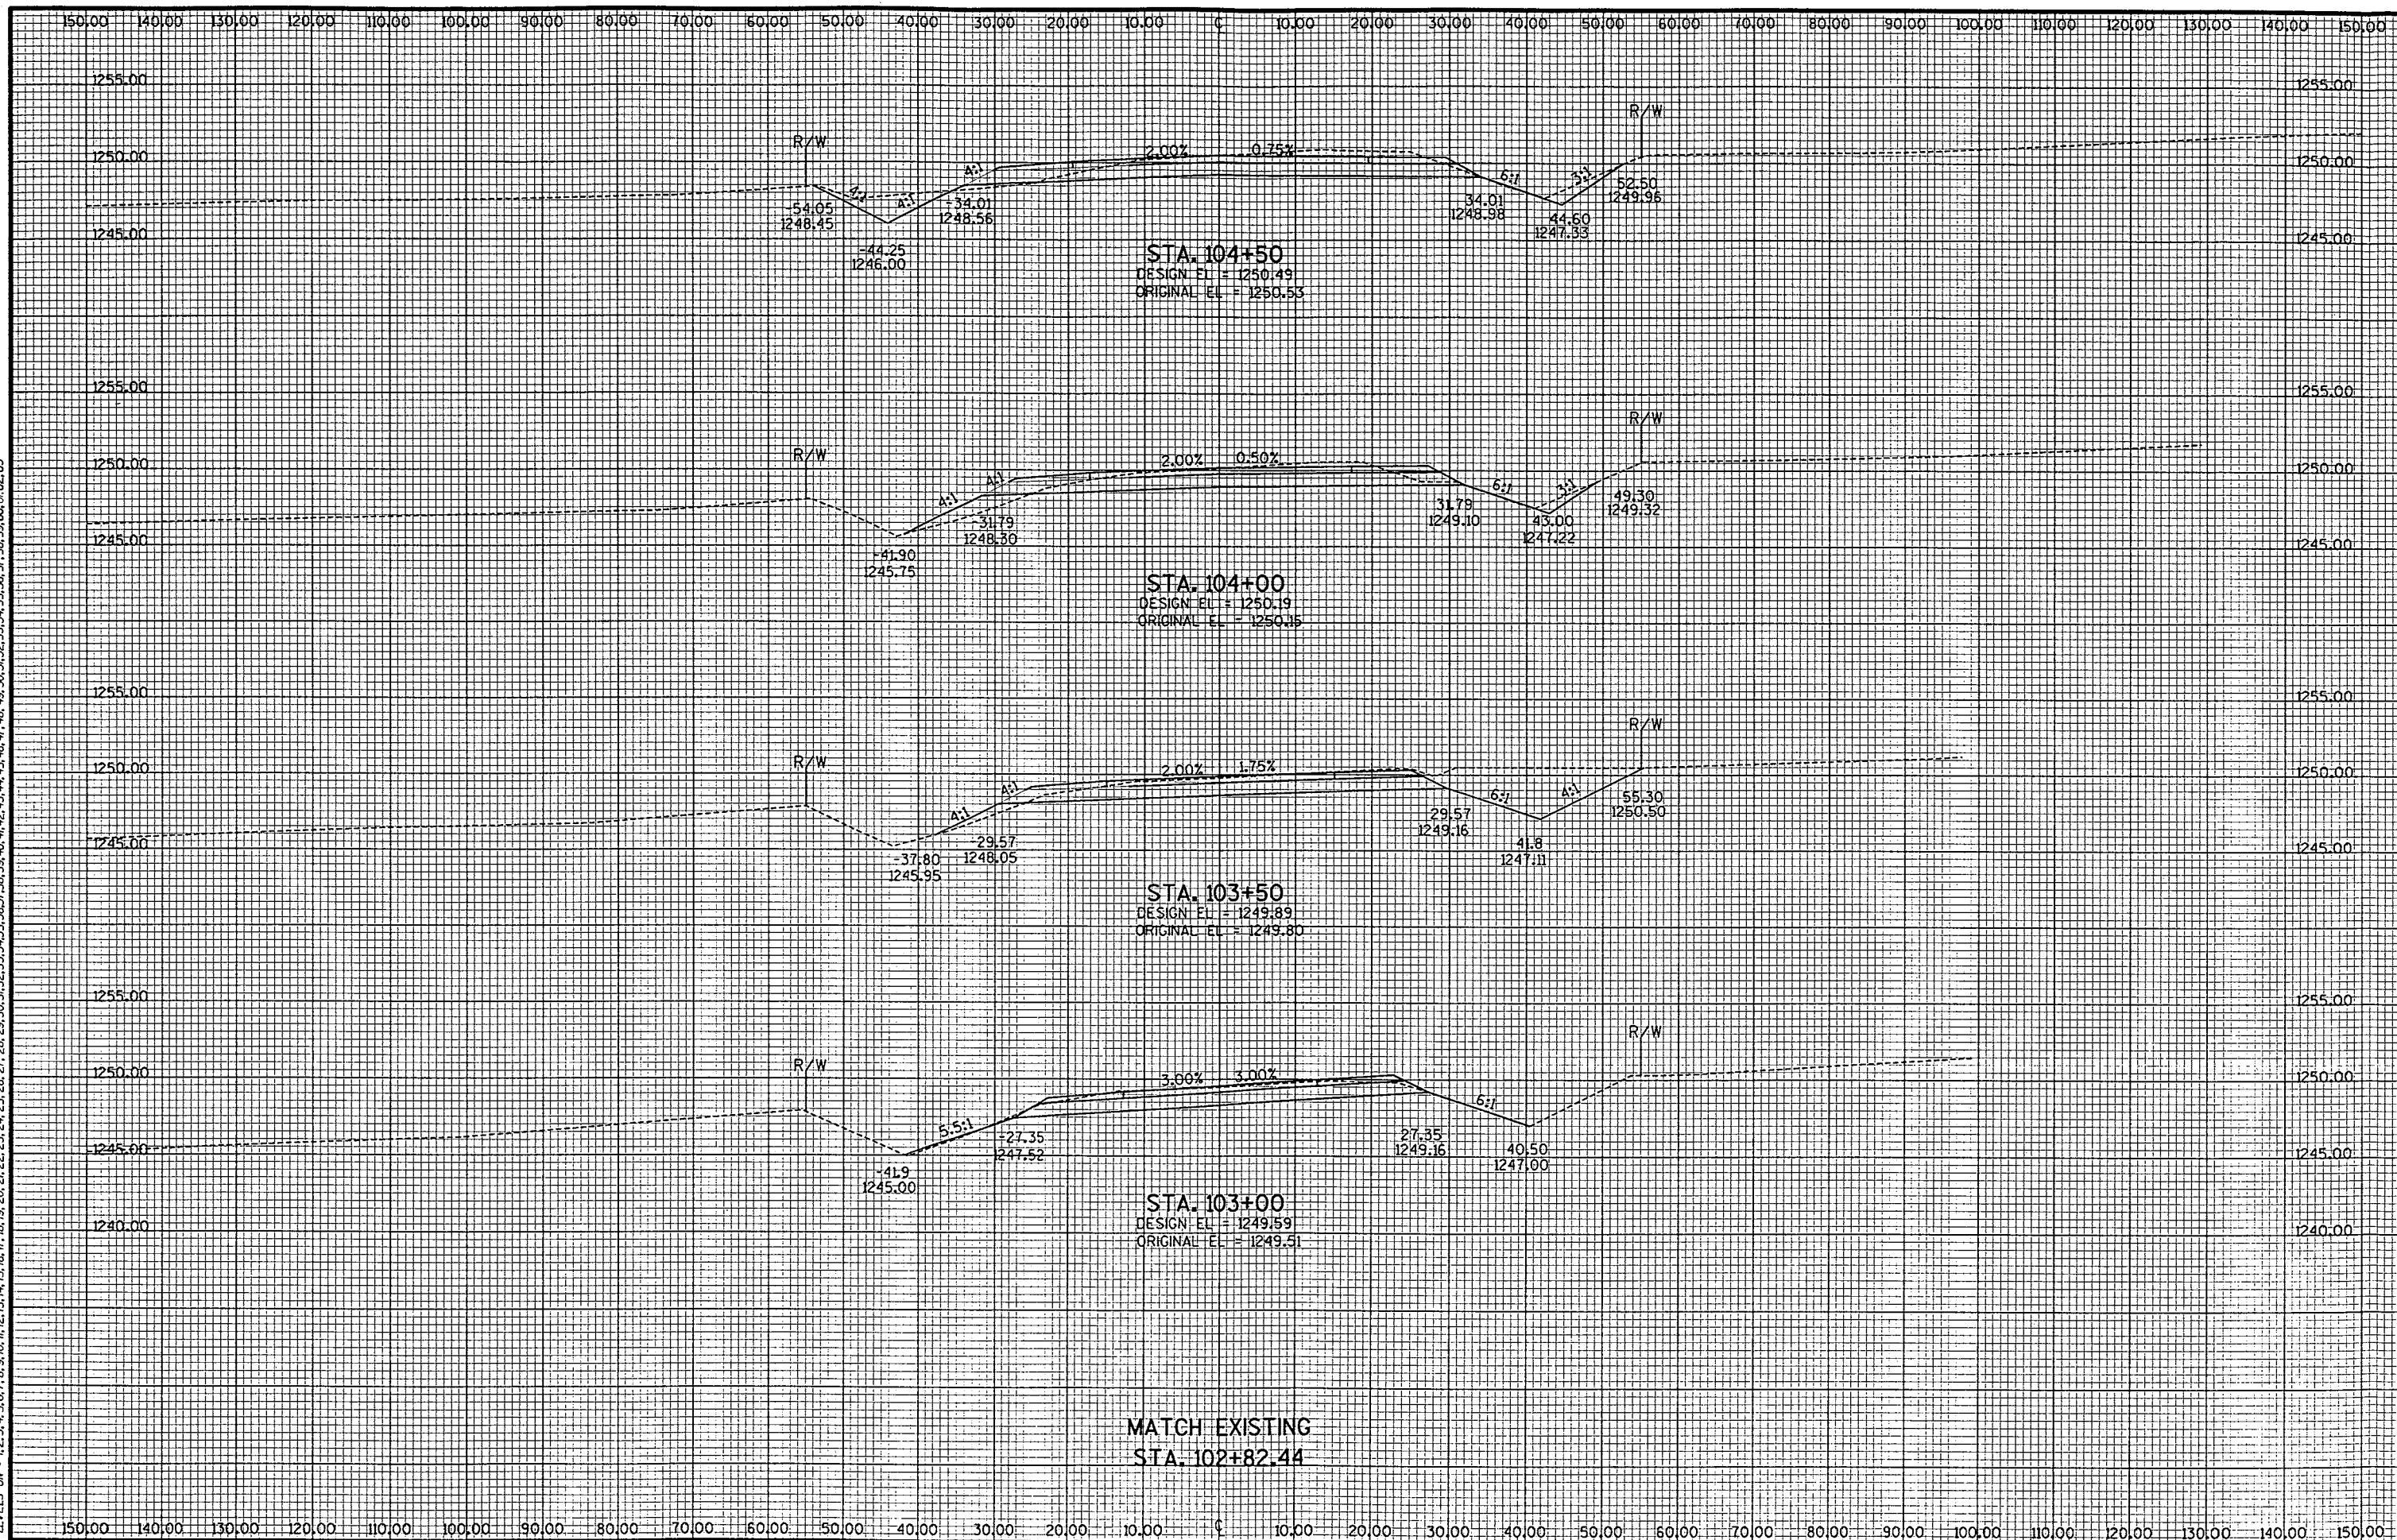 150.00 140.00 130.00 120.00 110.00 100.00 90.00 80.00 70.00 60.00 50.00 40.00 30.00 20.00 10.00 10.00 20.00 30.00 40.00 50.00 60.00 70.00 80.00 90.00 100.00 110.00 120.00 130.00 140.00 150.00
1255.00 1255.00
R/W
R/W
1250.00 2.00% 0.75% 1250.00
4:1 4:1 4:1 6:1 3:1
-54.05 -34.01 34.01 44.60 52.50
1248.45 1248.56 1248.98 1247.33 1249.96
1245.00 1245.00
-44.25
1246.00
STA. 104+50
DESIGN EL = 1250.49
ORIGINAL EL = 1250.53
1255.00 1255.00
R/W
R/W
1250.00 2.00% 0.50% 1250.00
4:1 4:1 6:1 3:1
-31.79 31.79 43.00 49.30
1248.30 1249.10 1247.22 1249.32
1245.00 1245.00
-41.90
1245.75
STA. 104+00
DESIGN EL = 1250.19
ORIGINAL EL = 1250.15
1255.00 1255.00
R/W
R/W
1250.00 2.00% 1.75% 1250.00
4:1 4:1 6:1 4:1
55.30
1250.50
29.57
1249.16
-29.57 41.8
1248.05 1247.11
1245.00 1245.00
-37.80
1245.95
STA. 103+50
DESIGN EL = 1249.89
ORIGINAL EL = 1249.80
1255.00 1255.00
R/W
R/W
1250.00 3.00% 3.00% 1250.00
5.5:1 6:1
-27.35 27.35 40.50
1247.52 1249.16 1247.00
1245.00 1245.00
-41.9
1245.00
STA. 103+00
DESIGN EL = 1249.59
ORIGINAL EL = 1249.51
1240.00 1240.00
MATCH EXISTING
STA. 102+82.44
150.00 140.00 130.00 120.00 110.00 100.00 90.00 80.00 70.00 60.00 50.00 40.00 30.00 20.00 10.00 10.00 20.00 30.00 40.00 50.00 60.00 70.00 80.00 90.00 100.00 110.00 120.00 130.00 140.00 150.00